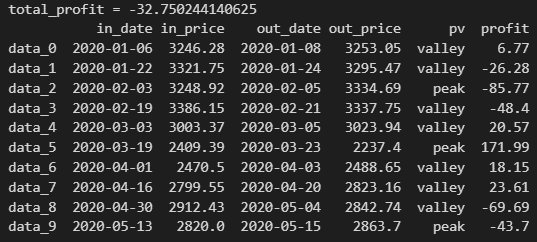 total_profit = -32.750244140625
in_date in_price out_date out_price pv profit
data_0 2020-01-06 3246.28 2020-01-08 3253.05 valley 6.77
data_1 2020-01-22 3321.75 2020-01-24 3295.47 valley -26.28
data_2 2020-02-03 3248.92 2020-02-05 3334.69 peak -85.77
data_3 2020-02-19 3386.15 2020-02-21 3337.75 valley -48.4
data_4 2020-03-03 3003.37 2020-03-05 3023.94 valley 20.57
data_5 2020-03-19 2409.39 2020-03-23 2237.4 peak 171.99
data_6 2020-04-01 2470.5 2020-04-03 2488.65 valley 18.15
data_7 2020-04-16 2799.55 2020-04-20 2823.16 valley 23.61
data_8 2020-04-30 2912.43 2020-05-04 2842.74 valley -69.69
data_9 2020-05-13 2820.0 2020-05-15 2863.7 peak -43.7